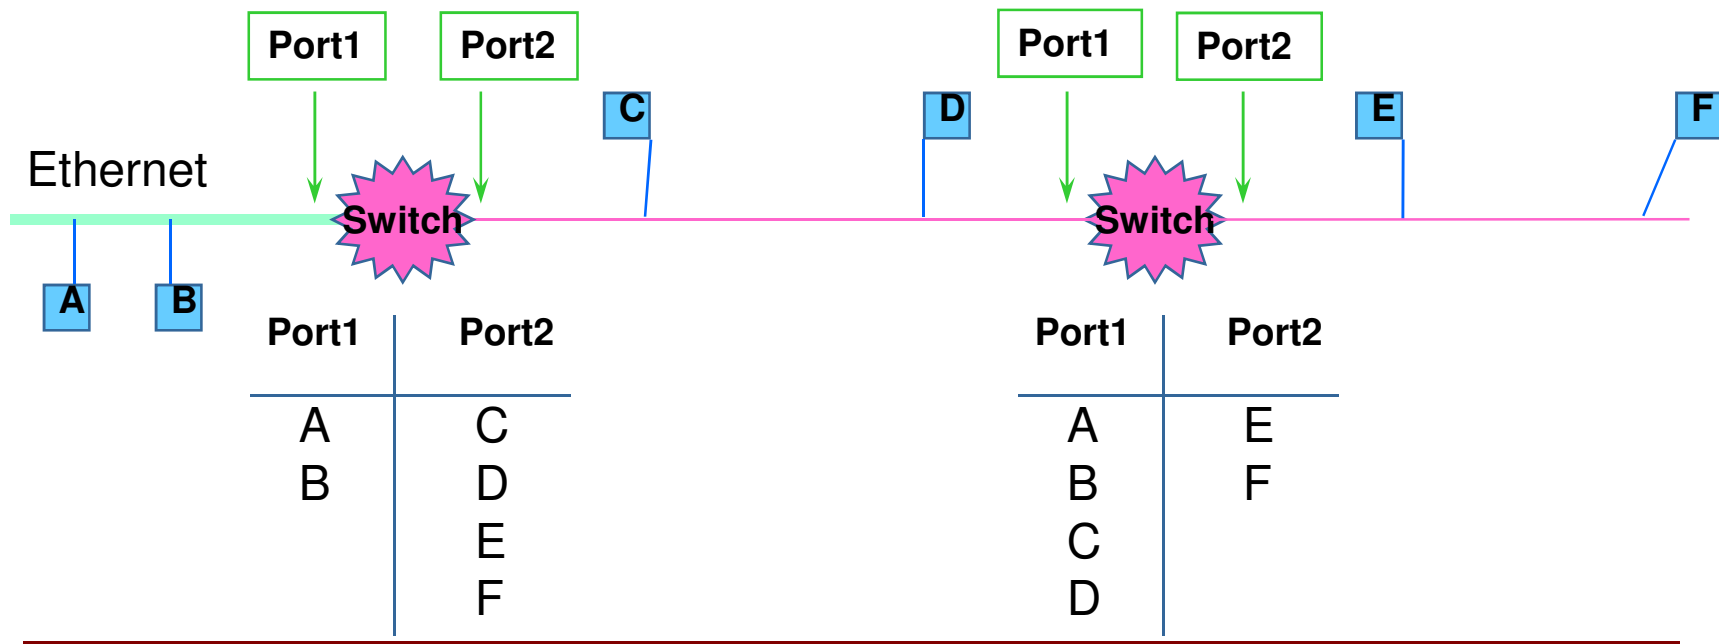 Port1 Port2 Port1 Port2
C D E F
Ethernet
Switch Switch
A B
Port1 Port2 Port1 Port2
A C A E
B D B F
E C
F D